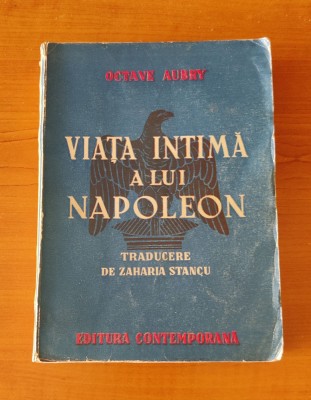 OCTAVE AUBRY
VIAȚA INTIMĂ
A LUI
NAPOLEON
TRADUCERE
DE ZAHARIA STANCU
EDITURA CONTEMPORANĂ